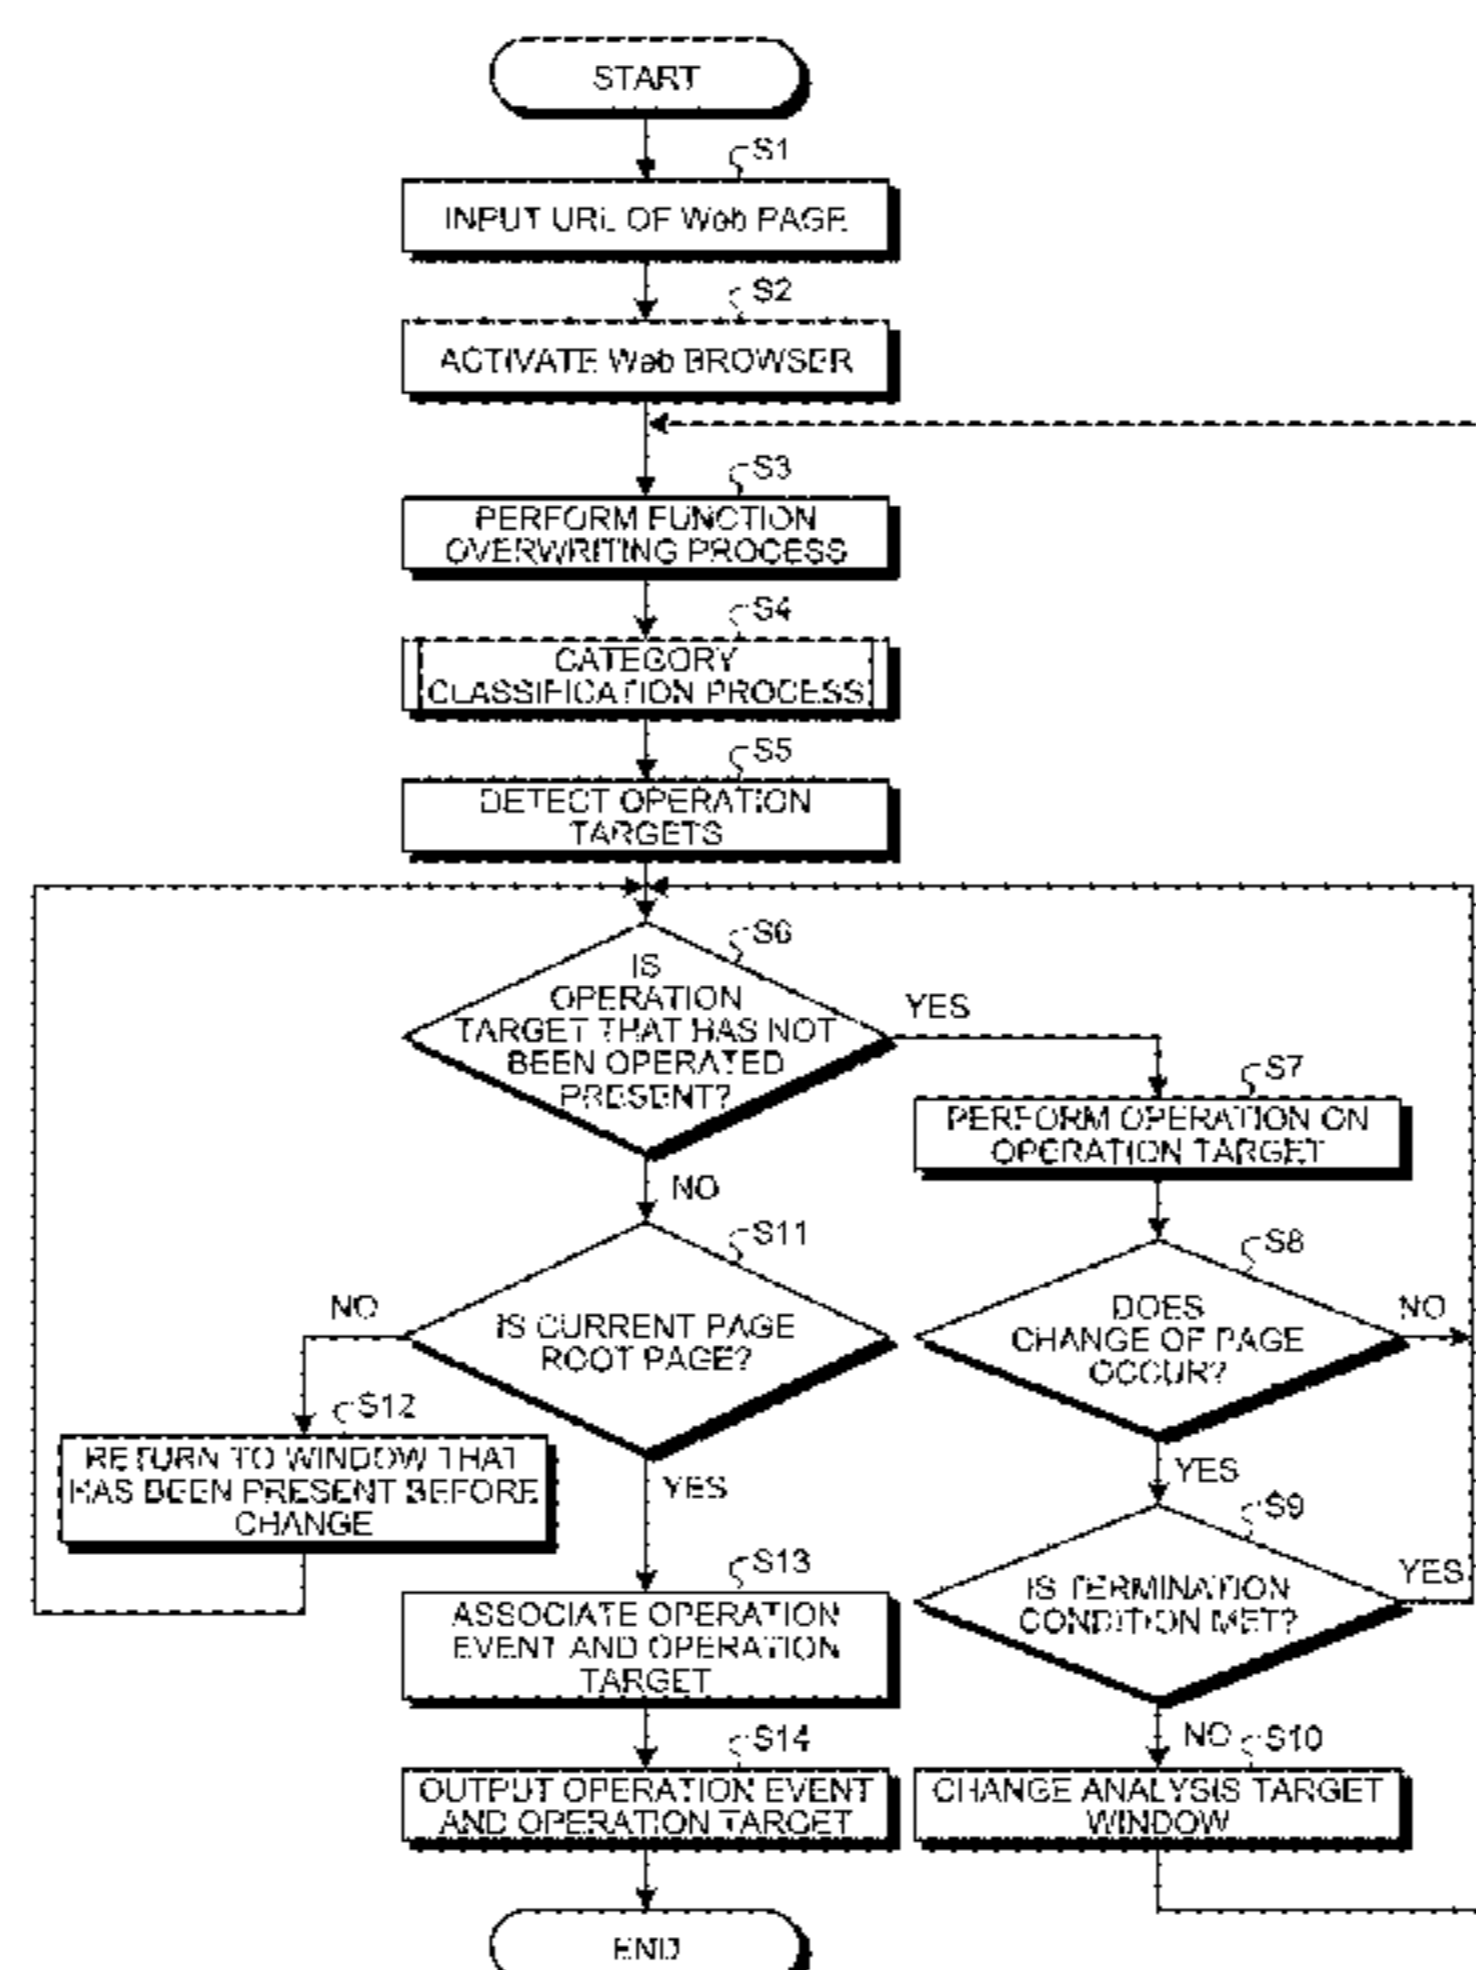 START
S1
INPUT URL OF Web PAGE
S2
ACTIVATE Web BROWSER
S3
PERFORM FUNCTION
OVERWRITING PROCESS
S4
CATEGORY
CLASSIFICATION PROCESS
S5
DETECT OPERATION
TARGETS
S6
IS
OPERATION
TARGET THAT HAS NOT
BEEN OPERATED
PRESENT?
YES
NO
S7
PERFORM OPERATION ON
OPERATION TARGET
S8
DOES
CHANGE OF PAGE
OCCUR?
NO
YES
S9
IS TERMINATION
CONDITION MET?
YES
NO
S10
CHANGE ANALYSIS TARGET
WINDOW
S11
IS CURRENT PAGE
ROOT PAGE?
NO
YES
S12
RETURN TO WINDOW THAT
HAS BEEN PRESENT BEFORE
CHANGE
S13
ASSOCIATE OPERATION
EVENT AND OPERATION
TARGET
S14
OUTPUT OPERATION EVENT
AND OPERATION TARGET
END